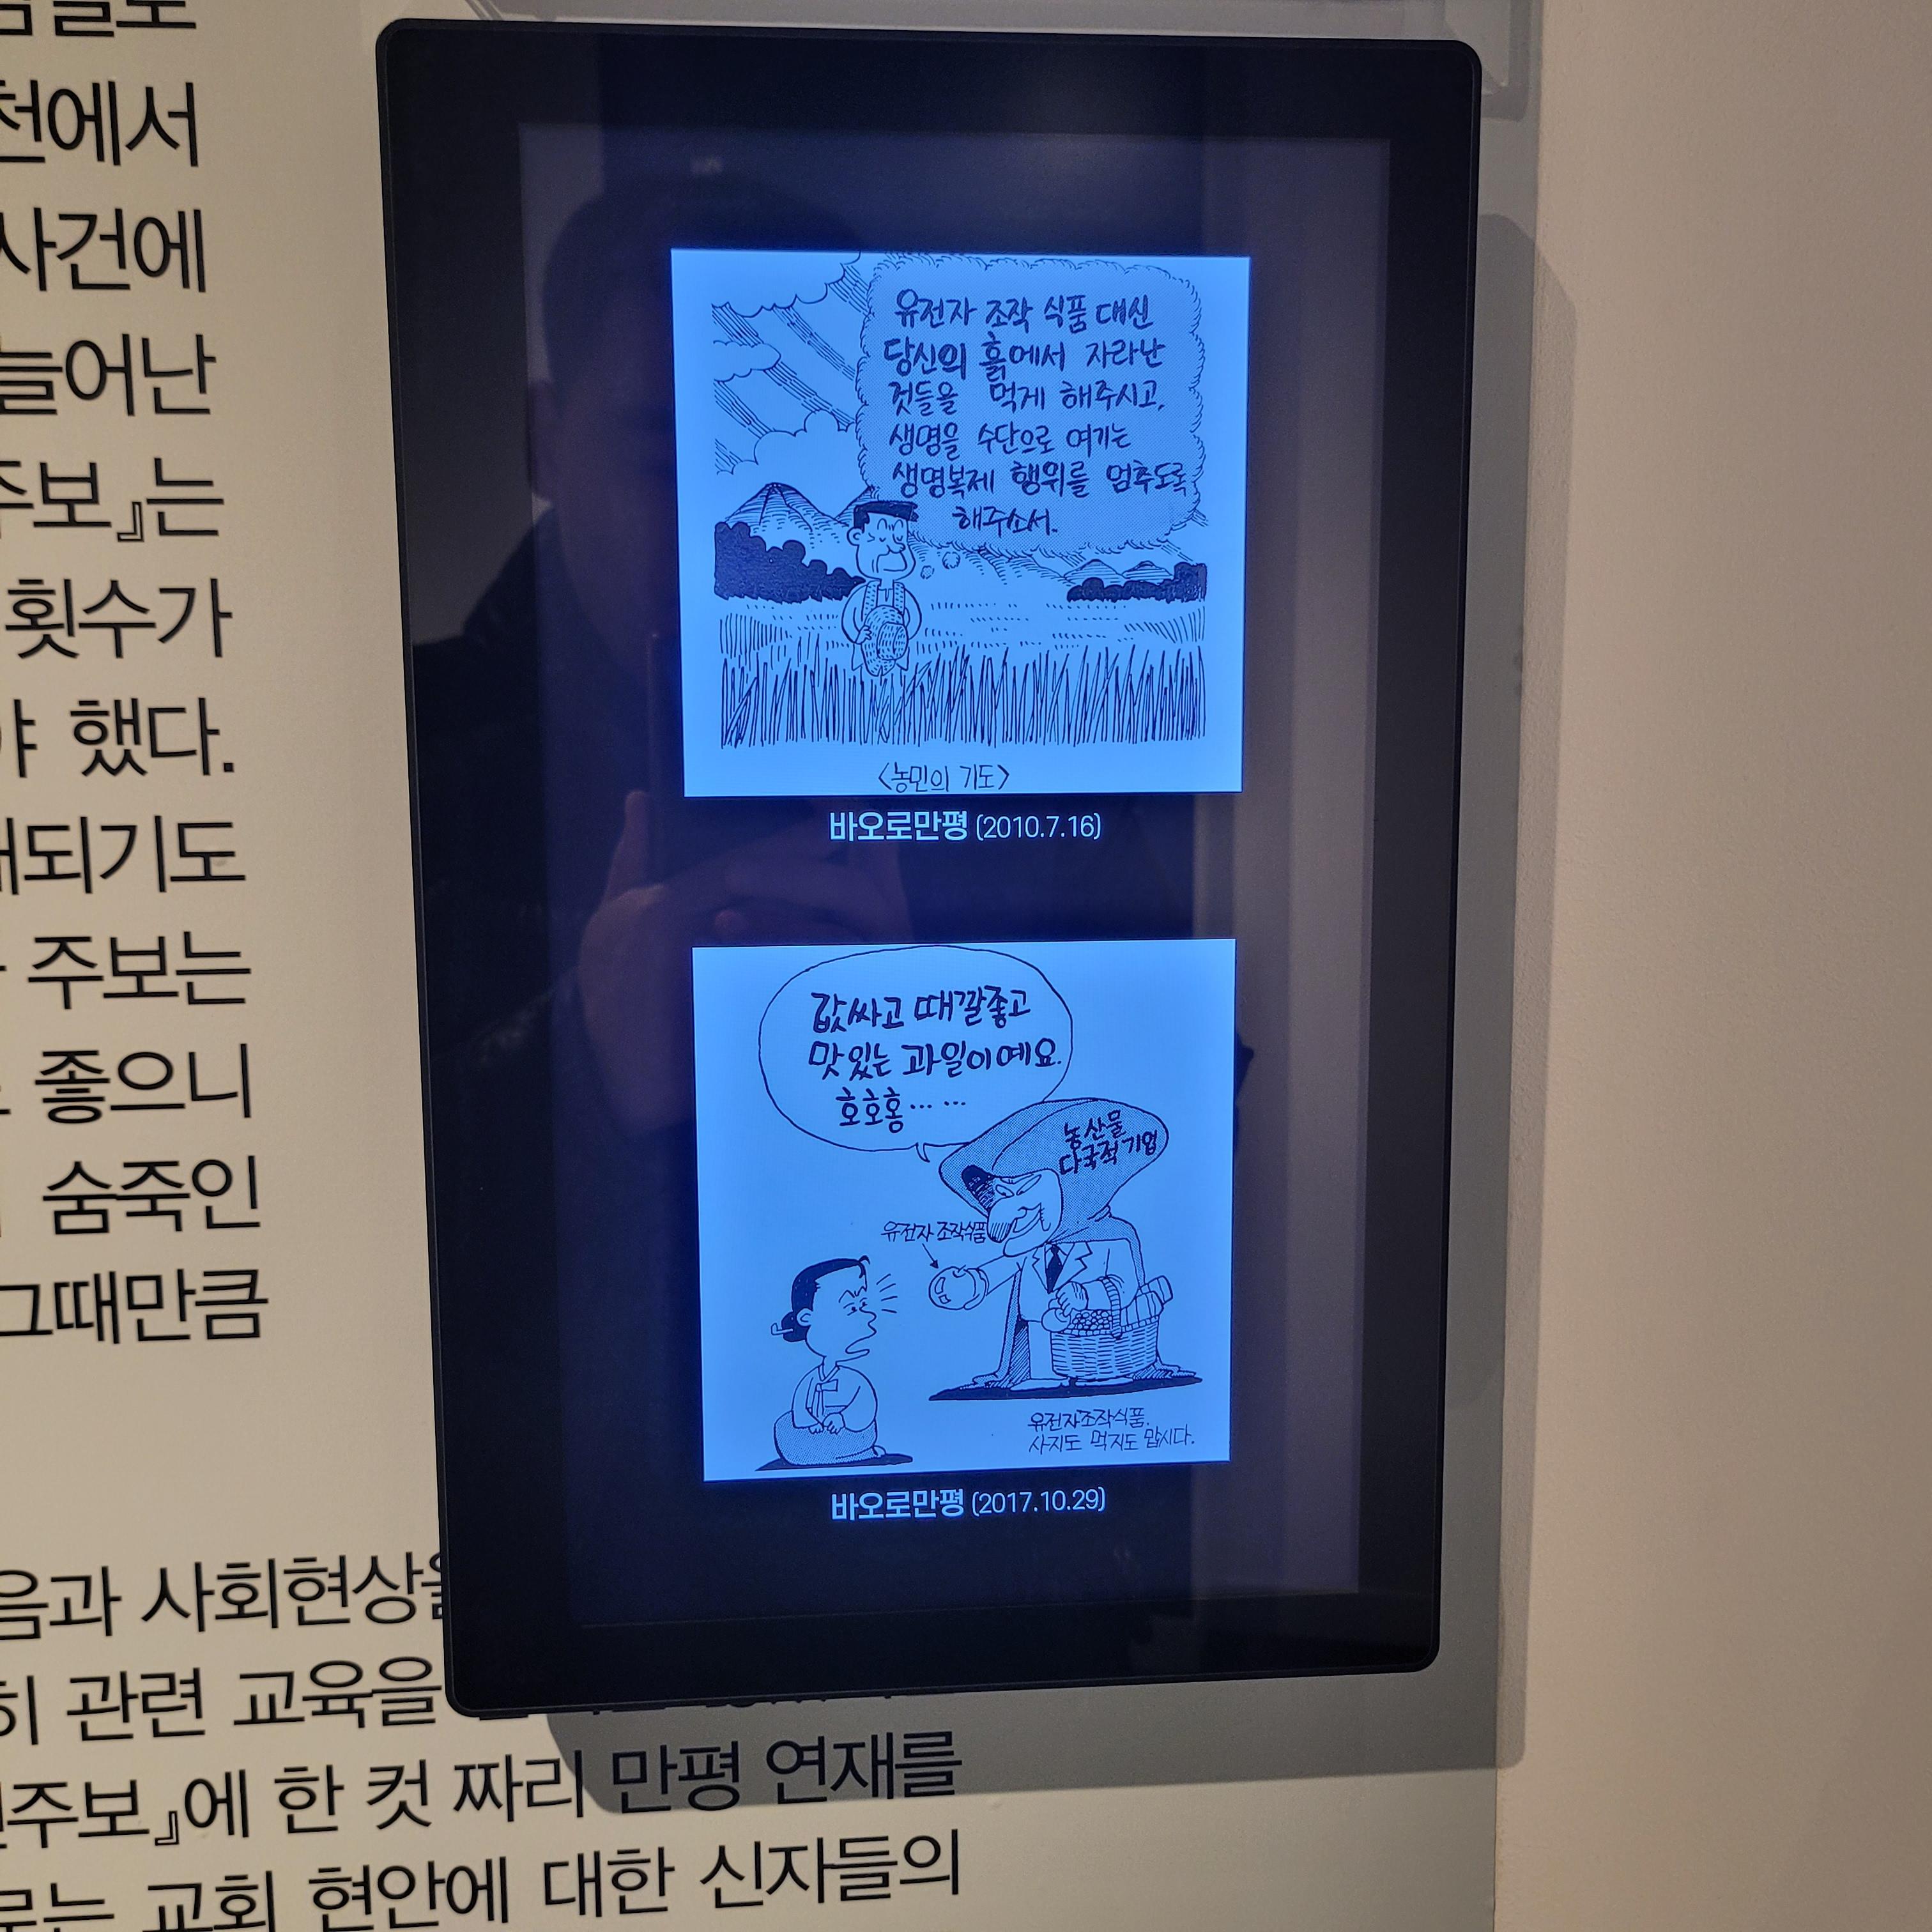 천에서
사건에
늘어난
주보』는
횟수가
했다.
되기도
주보는
좋으니
숨죽인
그때만큼
유전자 조작 식품 대신
당신의 흙에서 자라난
것들을 먹게 해주시고,
생명을 수단으로 여기는
생명복제 행위를 멈추도록
해주소서.
<농민의 기도>
바오로만평 (2010.7.16)
값싸고 때깔좋고
맛있는 과일이예요.
호호홍……
농산물
다국적기업
유전자조작식품
유전자조작식품.
사지도 먹지도 맙시다.
바오로만평 (2017.10.29)
사회현상을
관련 교육을
주보』에 한 컷 짜리 만평 연재를
교회 현안에 대한 신자들의